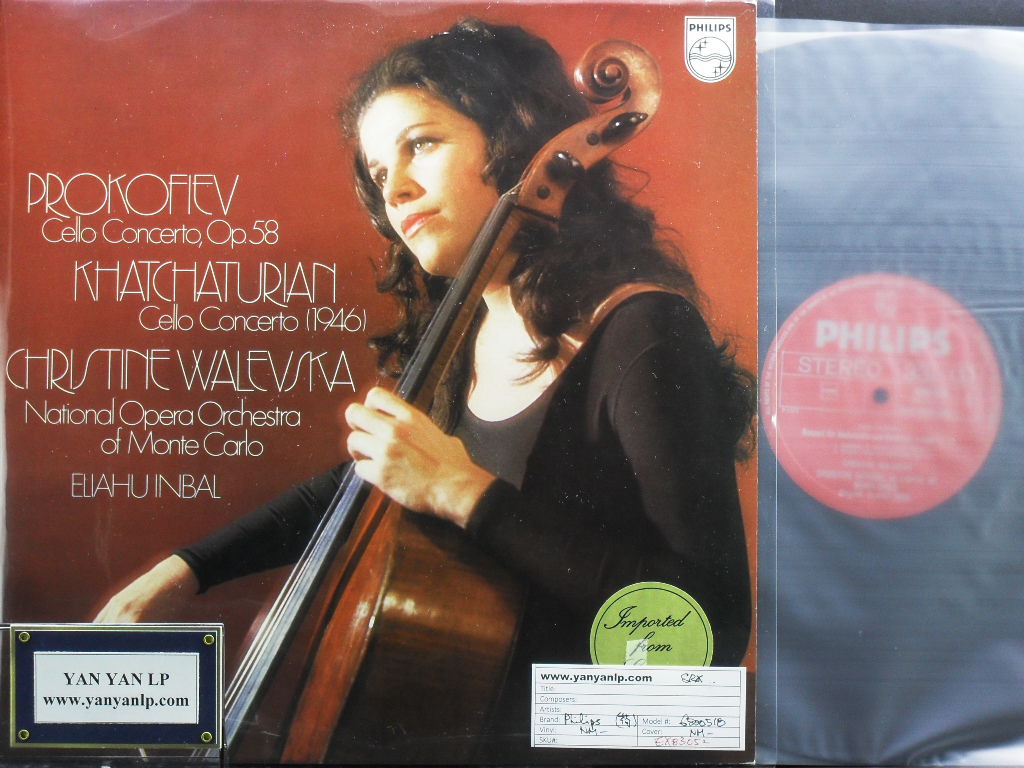 PHILIPS
PROKOFIEV
Cello Concerto, Op. 58
KHATCHATURIAN
Cello Concerto (1946)
CHRISTINE WALEVSKA
National Opera Orchestra
of Monte Carlo
ELIAHU INBAL
PHILIPS
STEREO
Imported
from
YAN YAN LP
www.yanyanlp.com
www.yanyanlp.com
Title:
Composers:
Artists:
Brand: Philips Model #: 6500518
Vinyl: NM- Cover: NM-
SKU#: